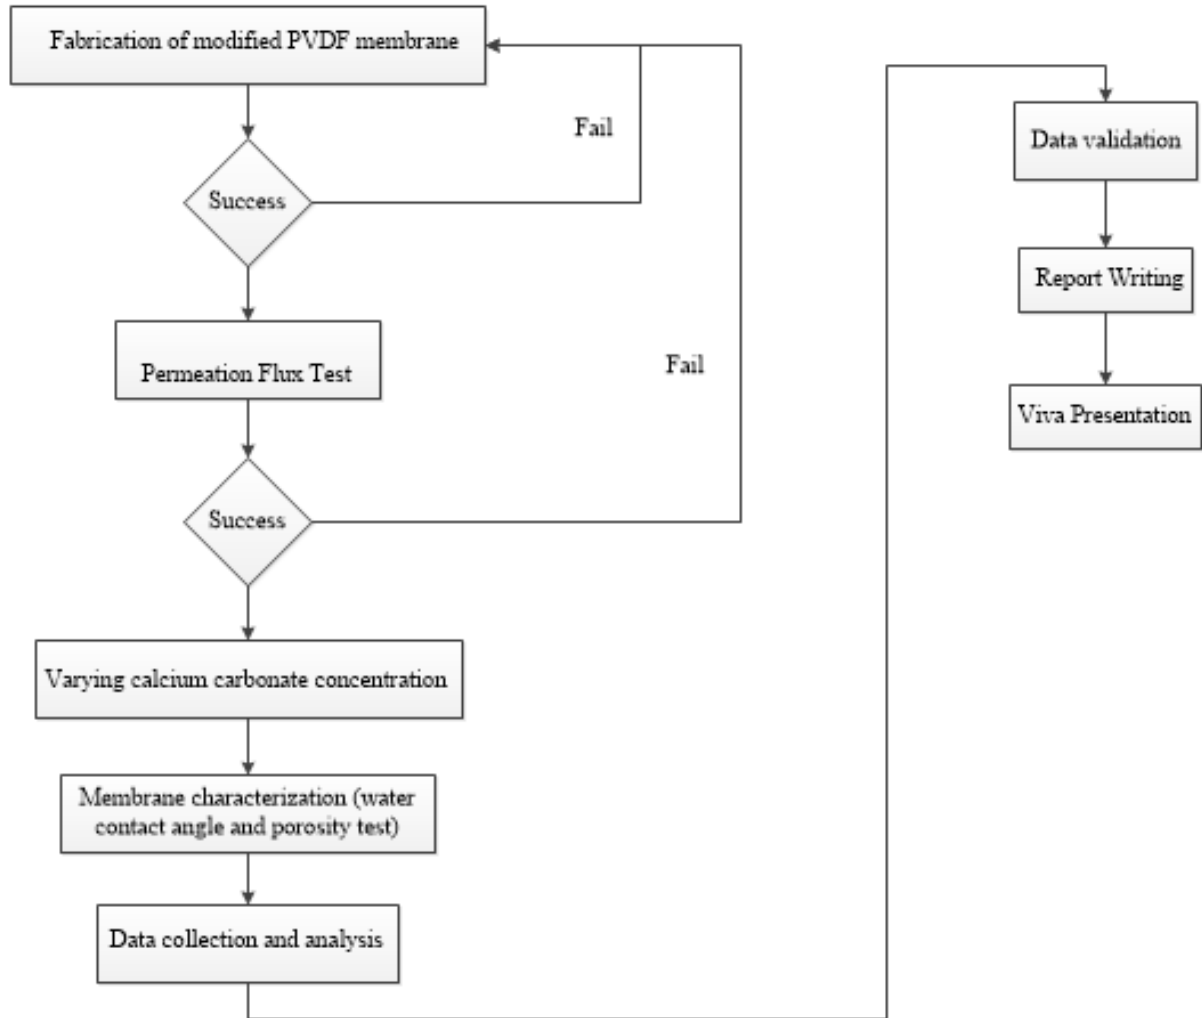 Fabrication of modified PVDF membrane
Fail
Success
Permeation Flux Test
Fail
Success
Varying calcium carbonate concentration
Membrane characterization (water
contact angle and porosity test)
Data collection and analysis
Data validation
Report Writing
Viva Presentation